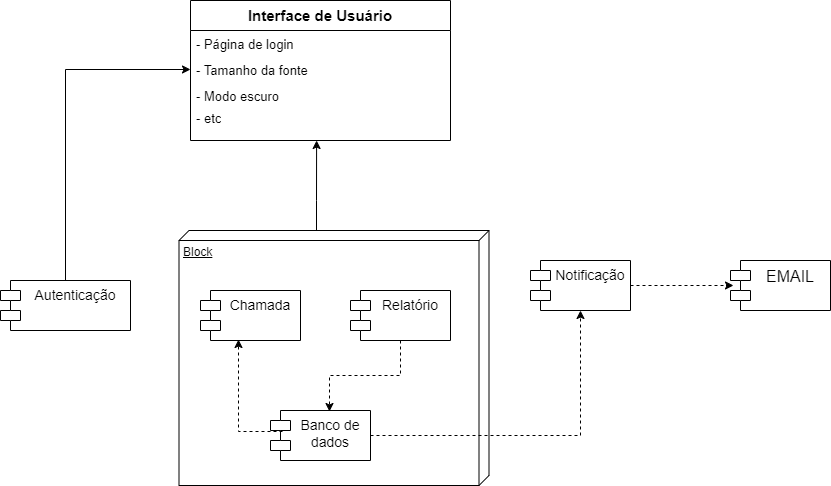 Interface de Usuário
- Página de login
- Tamanho da fonte
- Modo escuro
- etc
Block
Autenticação
Chamada
Relatório
Notificação
EMAIL
Banco de
dados